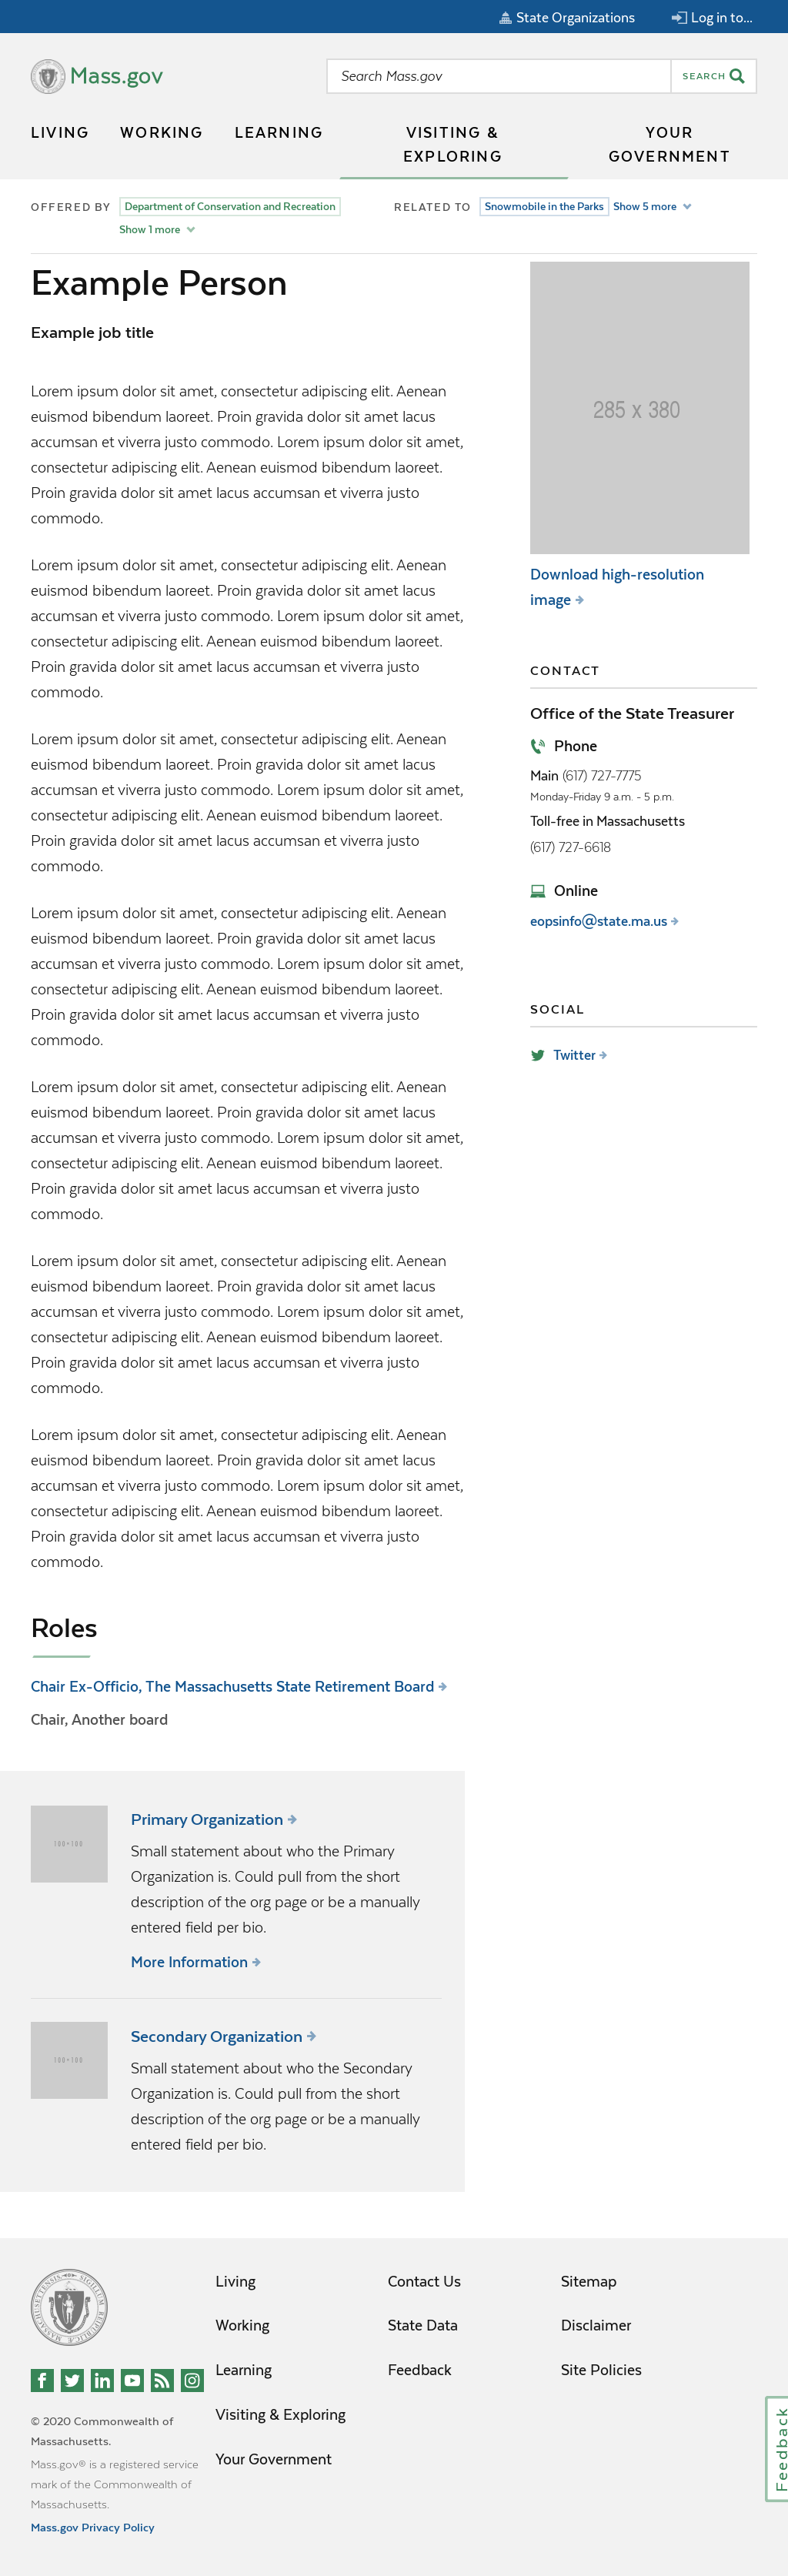 State Organizations
Log in to...
Mass.gov
Search Mass.gov
SEARCH
LIVING
WORKING
LEARNING
VISITING &
EXPLORING
YOUR
GOVERNMENT
OFFERED BY
Department of Conservation and Recreation
Show 1 more
RELATED TO
Snowmobile in the Parks
Show 5 more
Example Person
Example job title
Lorem ipsum dolor sit amet, consectetur adipiscing elit. Aenean
euismod bibendum laoreet. Proin gravida dolor sit amet lacus
accumsan et viverra justo commodo. Lorem ipsum dolor sit amet,
consectetur adipiscing elit. Aenean euismod bibendum laoreet.
Proin gravida dolor sit amet lacus accumsan et viverra justo
commodo.
Lorem ipsum dolor sit amet, consectetur adipiscing elit. Aenean
euismod bibendum laoreet. Proin gravida dolor sit amet lacus
accumsan et viverra justo commodo. Lorem ipsum dolor sit amet,
consectetur adipiscing elit. Aenean euismod bibendum laoreet.
Proin gravida dolor sit amet lacus accumsan et viverra justo
commodo.
Lorem ipsum dolor sit amet, consectetur adipiscing elit. Aenean
euismod bibendum laoreet. Proin gravida dolor sit amet lacus
accumsan et viverra justo commodo. Lorem ipsum dolor sit amet,
consectetur adipiscing elit. Aenean euismod bibendum laoreet.
Proin gravida dolor sit amet lacus accumsan et viverra justo
commodo.
Lorem ipsum dolor sit amet, consectetur adipiscing elit. Aenean
euismod bibendum laoreet. Proin gravida dolor sit amet lacus
accumsan et viverra justo commodo. Lorem ipsum dolor sit amet,
consectetur adipiscing elit. Aenean euismod bibendum laoreet.
Proin gravida dolor sit amet lacus accumsan et viverra justo
commodo.
Lorem ipsum dolor sit amet, consectetur adipiscing elit. Aenean
euismod bibendum laoreet. Proin gravida dolor sit amet lacus
accumsan et viverra justo commodo. Lorem ipsum dolor sit amet,
consectetur adipiscing elit. Aenean euismod bibendum laoreet.
Proin gravida dolor sit amet lacus accumsan et viverra justo
commodo.
Lorem ipsum dolor sit amet, consectetur adipiscing elit. Aenean
euismod bibendum laoreet. Proin gravida dolor sit amet lacus
accumsan et viverra justo commodo. Lorem ipsum dolor sit amet,
consectetur adipiscing elit. Aenean euismod bibendum laoreet.
Proin gravida dolor sit amet lacus accumsan et viverra justo
commodo.
Lorem ipsum dolor sit amet, consectetur adipiscing elit. Aenean
euismod bibendum laoreet. Proin gravida dolor sit amet lacus
accumsan et viverra justo commodo. Lorem ipsum dolor sit amet,
consectetur adipiscing elit. Aenean euismod bibendum laoreet.
Proin gravida dolor sit amet lacus accumsan et viverra justo
commodo.
285 x 380
Download high-resolution
image
CONTACT
Office of the State Treasurer
Phone
Main (617) 727-7775
Monday-Friday 9 a.m. - 5 p.m.
Toll-free in Massachusetts
(617) 727-6618
Online
eopsinfo@state.ma.us
SOCIAL
Twitter
Roles
Chair Ex-Officio, The Massachusetts State Retirement Board
Chair, Another board
100×100
Primary Organization
Small statement about who the Primary
Organization is. Could pull from the short
description of the org page or be a manually
entered field per bio.
More Information
100×100
Secondary Organization
Small statement about who the Secondary
Organization is. Could pull from the short
description of the org page or be a manually
entered field per bio.
Living
Working
Learning
Visiting & Exploring
Your Government
Contact Us
State Data
Feedback
Sitemap
Disclaimer
Site Policies
© 2020 Commonwealth of
Massachusetts.
Mass.gov® is a registered service
mark of the Commonwealth of
Massachusetts.
Mass.gov Privacy Policy
Feedback